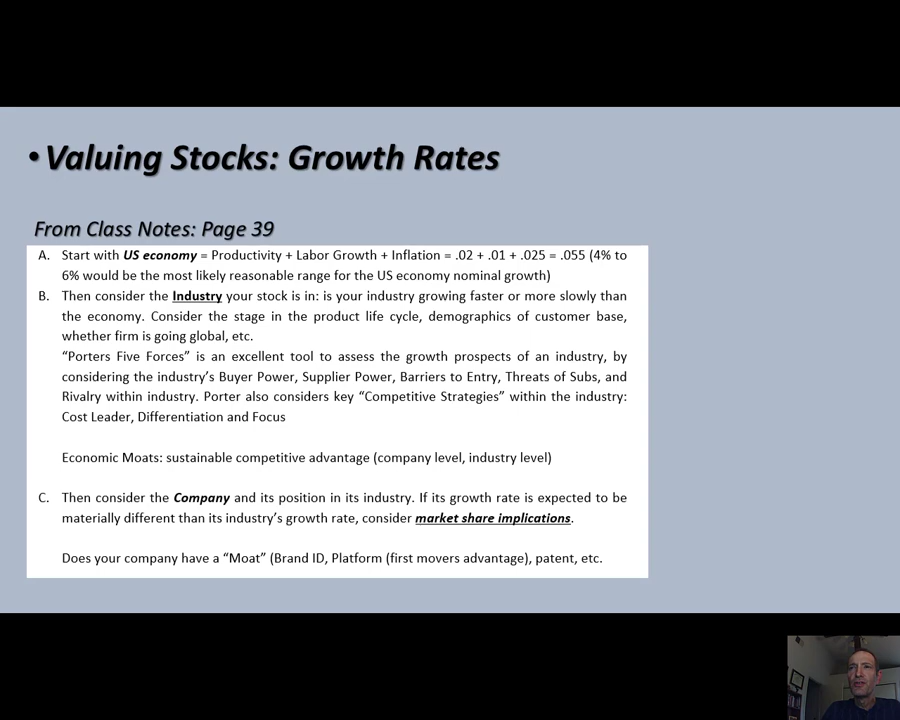 • Valuing Stocks: Growth Rates
From Class Notes: Page 39
A. Start with US economy = Productivity + Labor Growth + Inflation = .02 + .01 + .025 = .055 (4% to
6% would be the most likely reasonable range for the US economy nominal growth)
B. Then consider the Industry your stock is in: is your industry growing faster or more slowly than
the economy. Consider the stage in the product life cycle, demographics of customer base,
whether firm is going global, etc.
“Porters Five Forces” is an excellent tool to assess the growth prospects of an industry, by
considering the industry’s Buyer Power, Supplier Power, Barriers to Entry, Threats of Subs, and
Rivalry within industry. Porter also considers key “Competitive Strategies” within the industry:
Cost Leader, Differentiation and Focus
Economic Moats: sustainable competitive advantage (company level, industry level)
C. Then consider the Company and its position in its industry. If its growth rate is expected to be
materially different than its industry’s growth rate, consider market share implications.
Does your company have a “Moat” (Brand ID, Platform (first movers advantage), patent, etc.